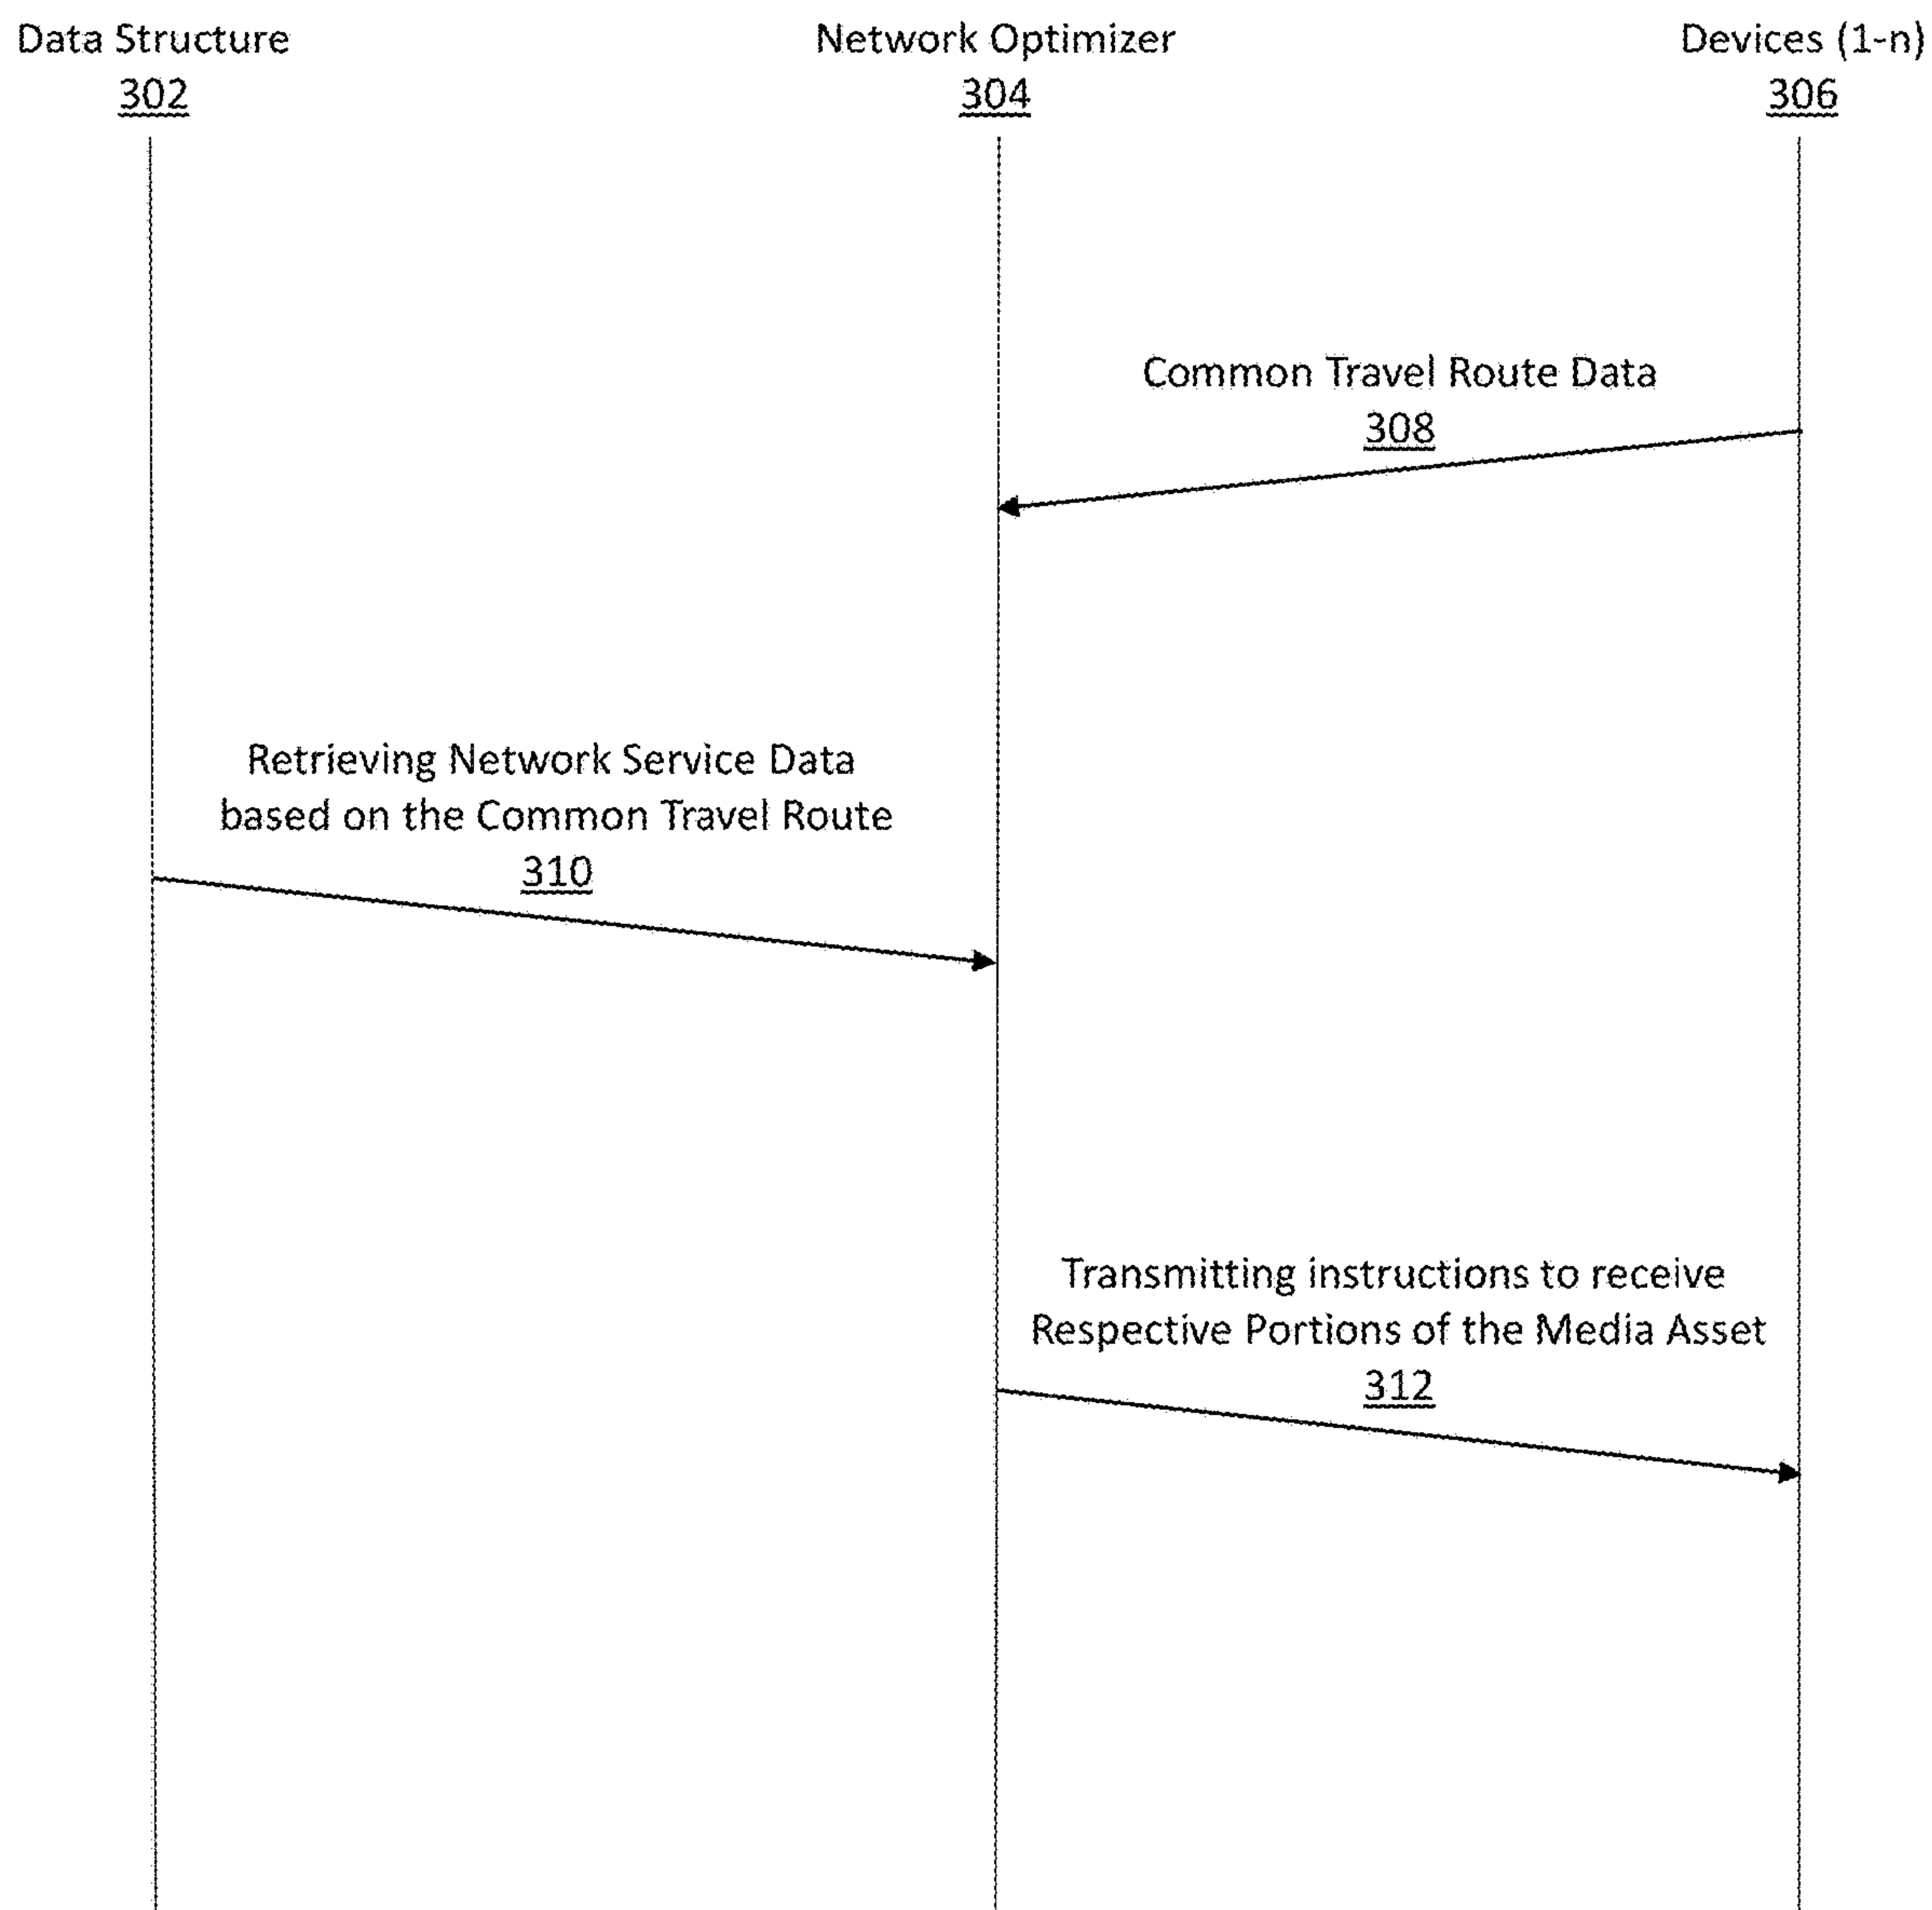 Data Structure
302
Network Optimizer
304
Devices (1-n)
306
Common Travel Route Data
308
Retrieving Network Service Data
based on the Common Travel Route
310
Transmitting instructions to receive
Respective Portions of the Media Asset
312